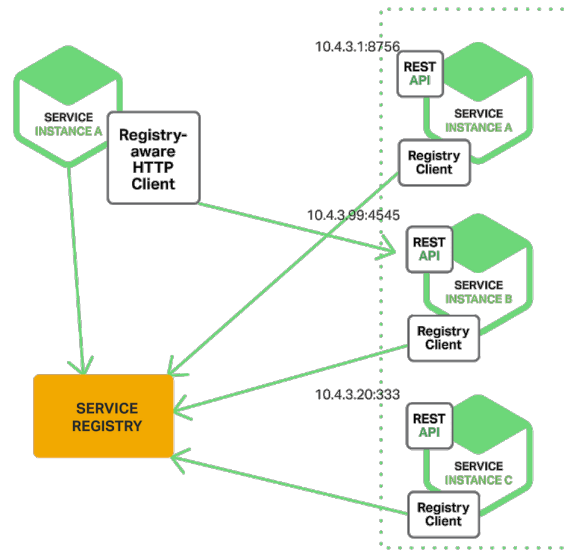 10.4.3.1:8756
REST
API
SERVICE
INSTANCE A
Registry
Client
SERVICE
INSTANCE A
Registry-
aware
HTTP
Client
10.4.3.99:4545
REST
API
SERVICE
INSTANCE B
Registry
Client
SERVICE
REGISTRY
10.4.3.20:333
REST
API
SERVICE
INSTANCE C
Registry
Client